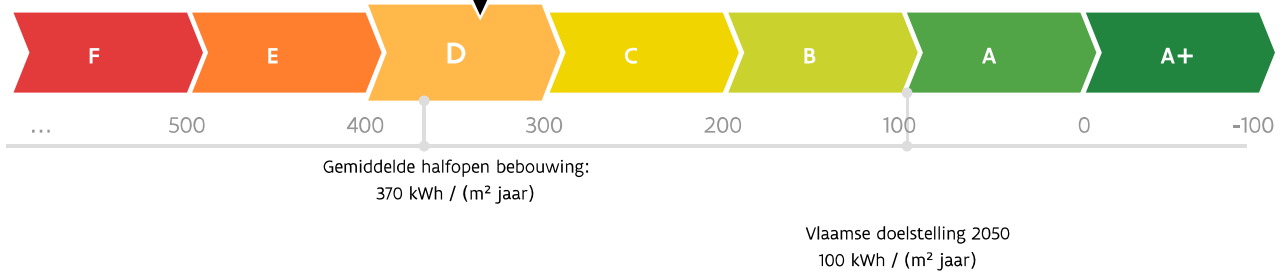 F E D C B A A+
... 500 400 300 200 100 0 -100
Gemiddelde halfopen bebouwing:
370 kWh / (m² jaar)
Vlaamse doelstelling 2050
100 kWh / (m² jaar)